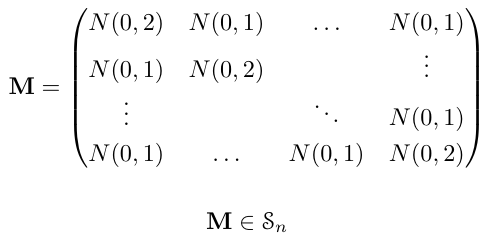 M = ( N(0, 2) N(0, 1) … N(0, 1)
N(0, 1) N(0, 2) ⋮
⋮ ⋱ N(0, 1)
N(0, 1) … N(0, 1) N(0, 2) )
M ∈ 𝒮ₙ